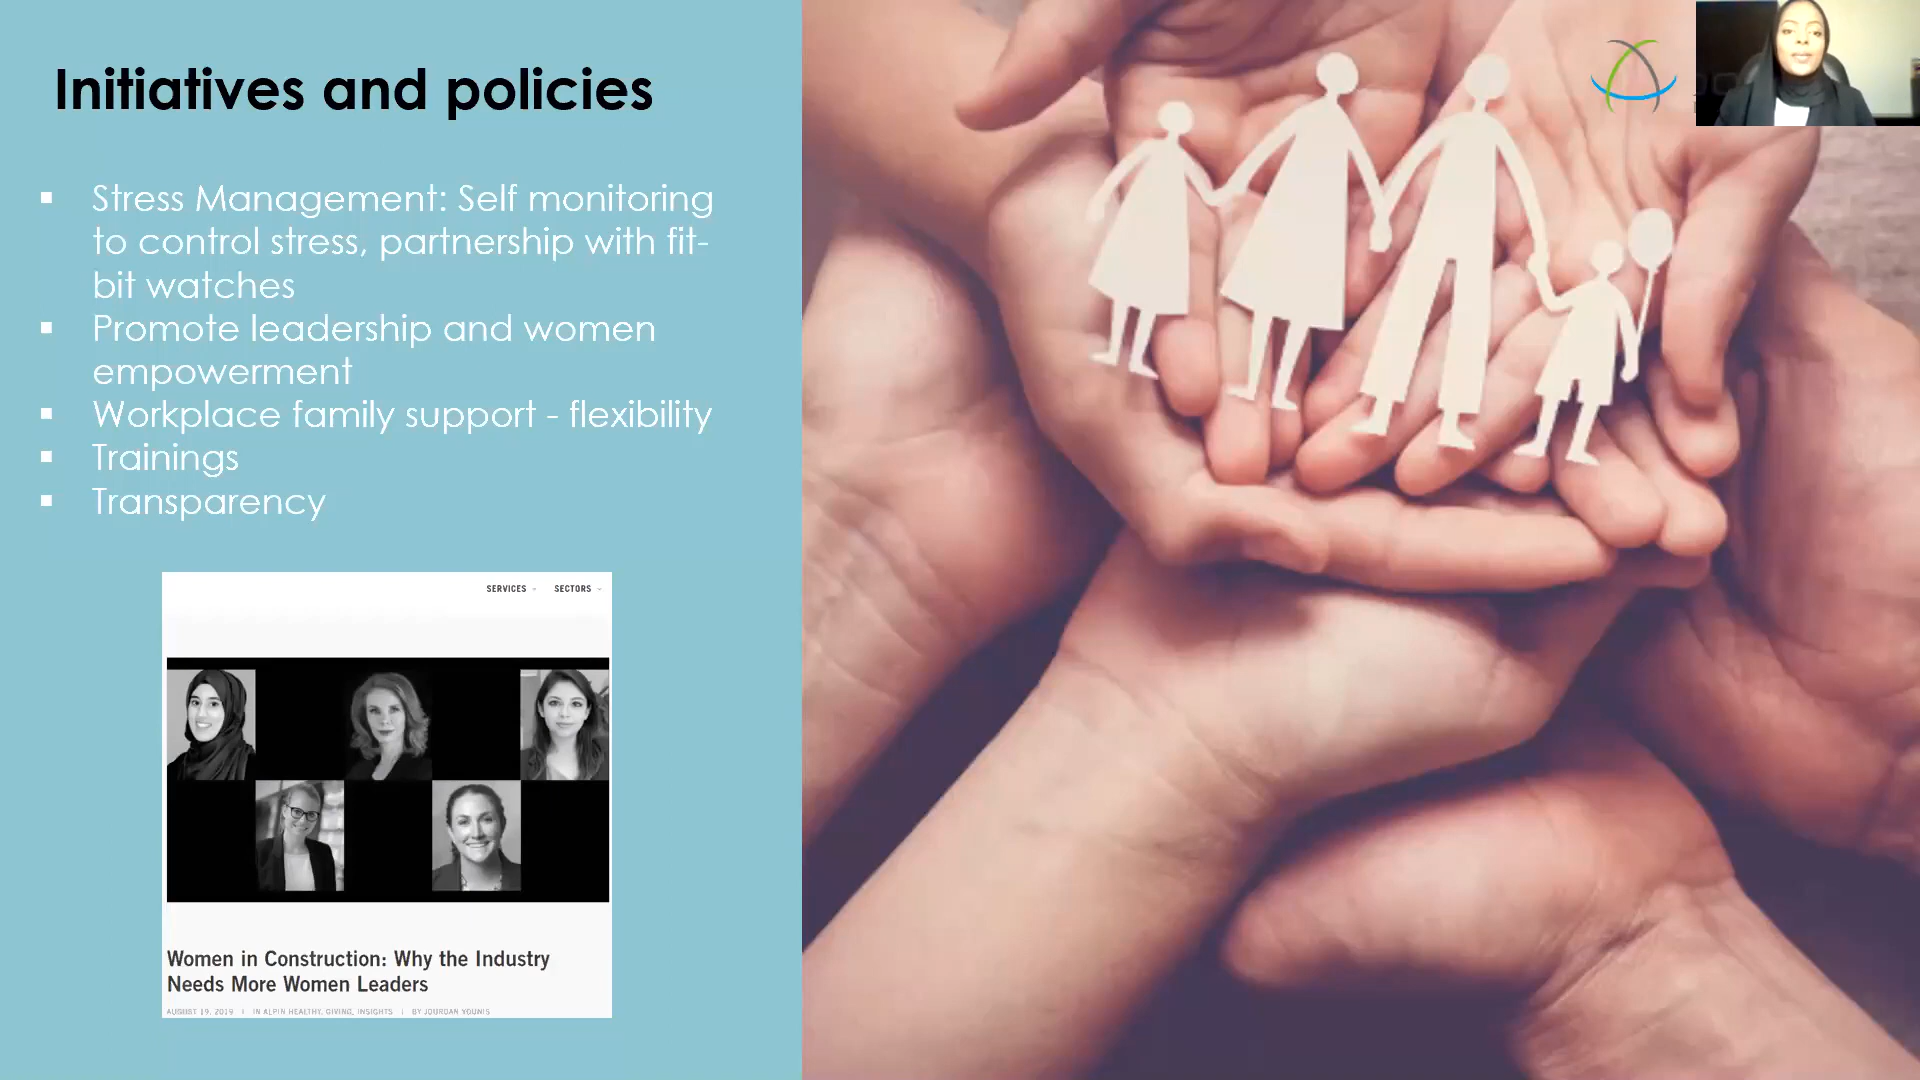 Initiatives and policies
▪ Stress Management: Self monitoring
to control stress, partnership with fit-
bit watches
▪ Promote leadership and women
empowerment
▪ Workplace family support - flexibility
▪ Trainings
▪ Transparency
SERVICES SECTORS
Women in Construction: Why the Industry
Needs More Women Leaders
AUGUST 19, 2019 | IN ALPIN HEALTHY, GIVING, INSIGHTS | BY JOURDAN YOUNIS